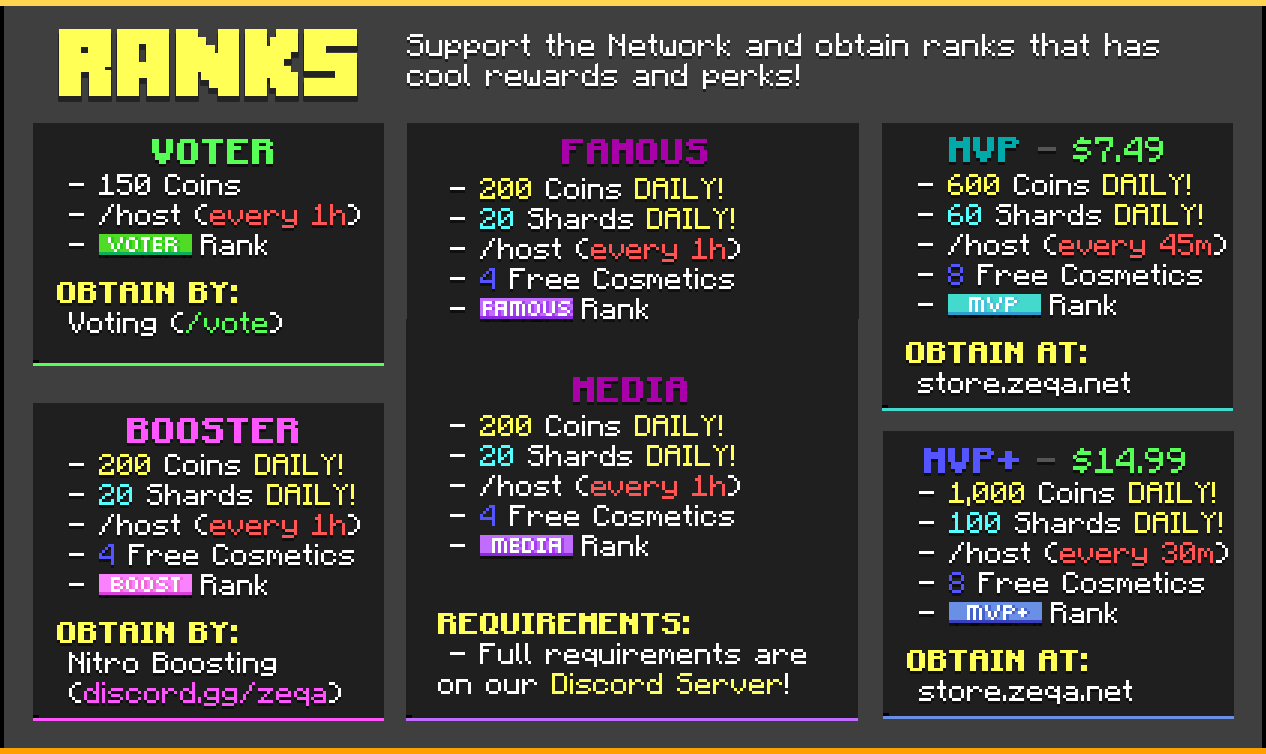 RANKS
Support the Network and obtain ranks that has
cool rewards and perks!
VOTER
- 150 Coins
- /host (every 1h)
- VOTER Rank
OBTAIN BY:
Voting (/vote)
BOOSTER
- 200 Coins DAILY!
- 20 Shards DAILY!
- /host (every 1h)
- 4 Free Cosmetics
- BOOST Rank
OBTAIN BY:
Nitro Boosting
(discord.gg/zeqa)
FAMOUS
- 200 Coins DAILY!
- 20 Shards DAILY!
- /host (every 1h)
- 4 Free Cosmetics
- FAMOUS Rank
MEDIA
- 200 Coins DAILY!
- 20 Shards DAILY!
- /host (every 1h)
- 4 Free Cosmetics
- MEDIA Rank
REQUIREMENTS:
- Full requirements are
on our Discord Server!
MVP - $7.49
- 600 Coins DAILY!
- 60 Shards DAILY!
- /host (every 45m)
- 8 Free Cosmetics
- MVP Rank
OBTAIN AT:
store.zeqa.net
MVP+ - $14.99
- 1,000 Coins DAILY!
- 100 Shards DAILY!
- /host (every 30m)
- 8 Free Cosmetics
- MVP+ Rank
OBTAIN AT:
store.zeqa.net